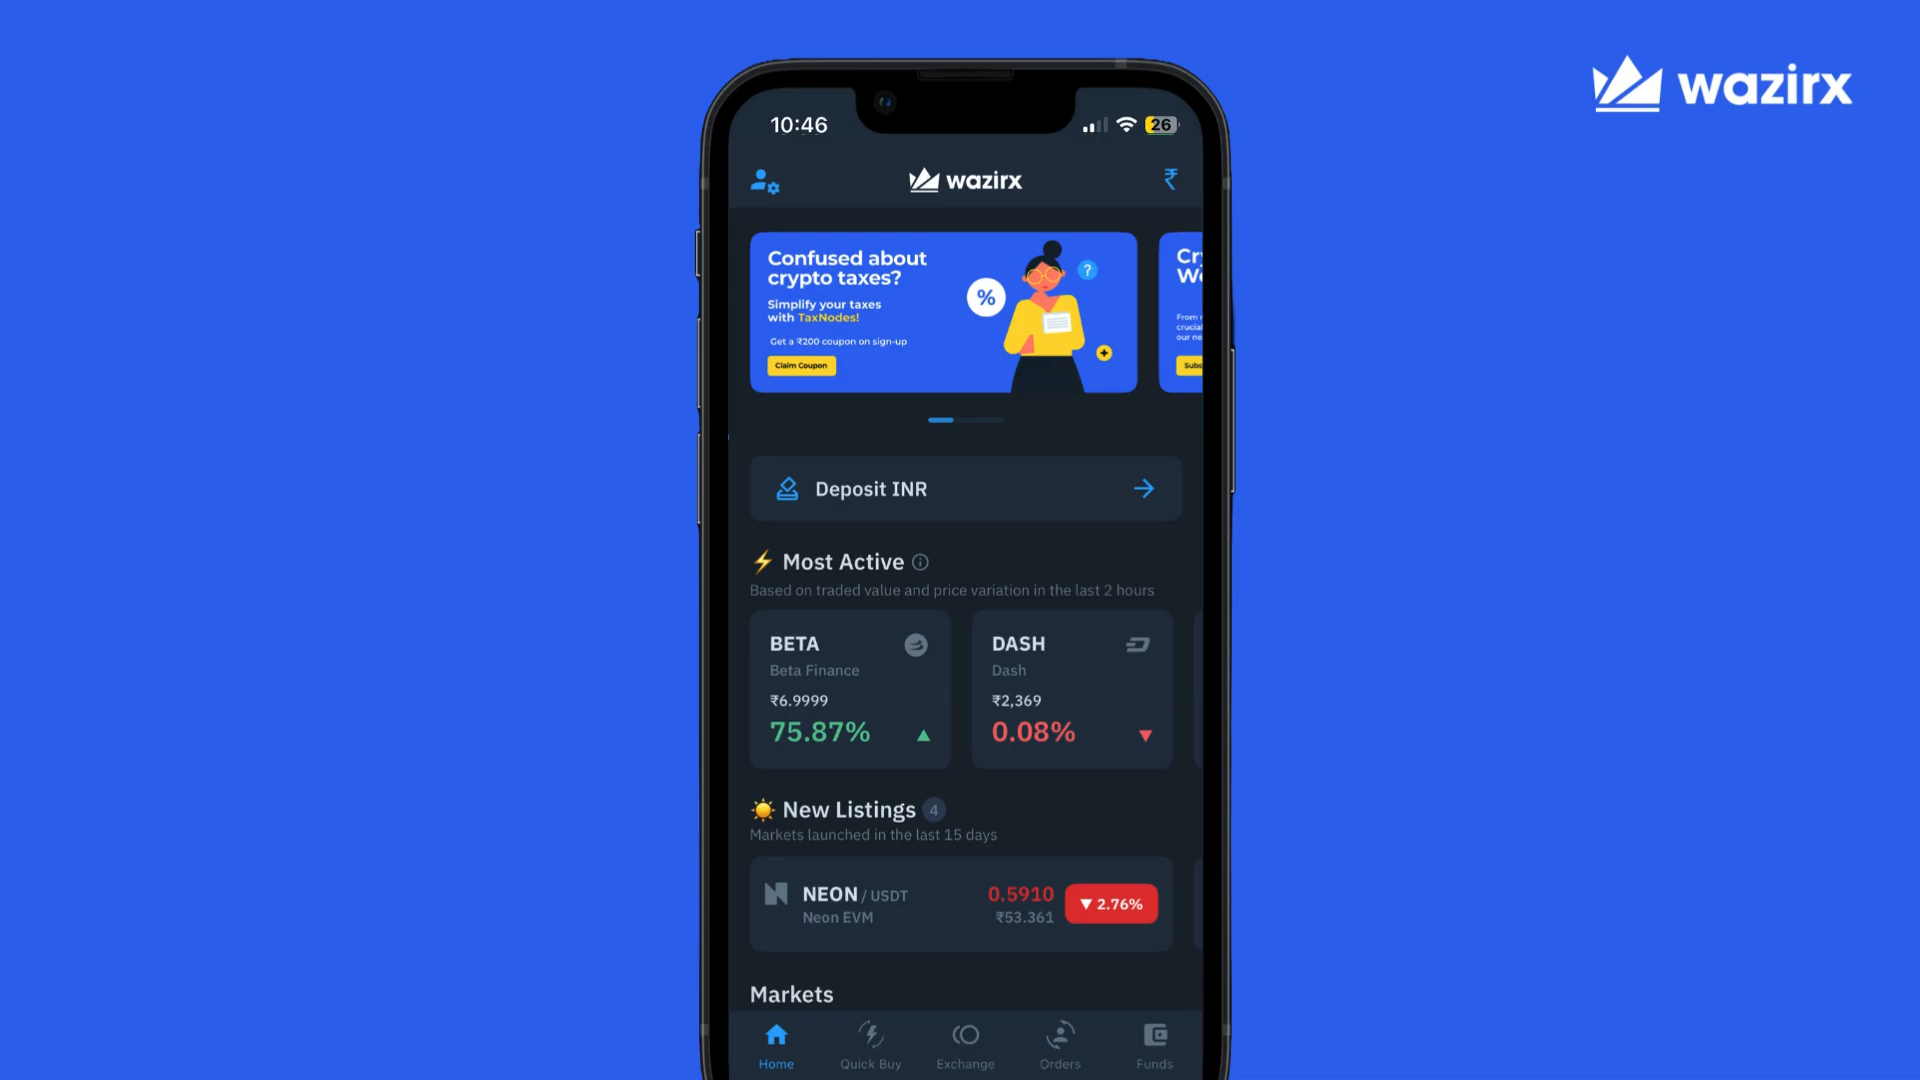 wazirx
10:46
26
wazirx
₹
Confused about
crypto taxes?
Simplify your taxes
with TaxNodes!
Get a ₹200 coupon on sign-up
Claim Coupon
%
?
From
our
Deposit INR
⚡ Most Active
Based on traded value and price variation in the last 2 hours
BETA
Beta Finance
₹6.9999
75.87% ▲
DASH
Dash
₹2,369
0.08% ▼
New Listings 4
Markets launched in the last 15 days
NEON / USDT
Neon EVM
0.5910
₹53.361
▼ 2.76%
Markets
Home
Quick Buy
Exchange
Orders
Funds